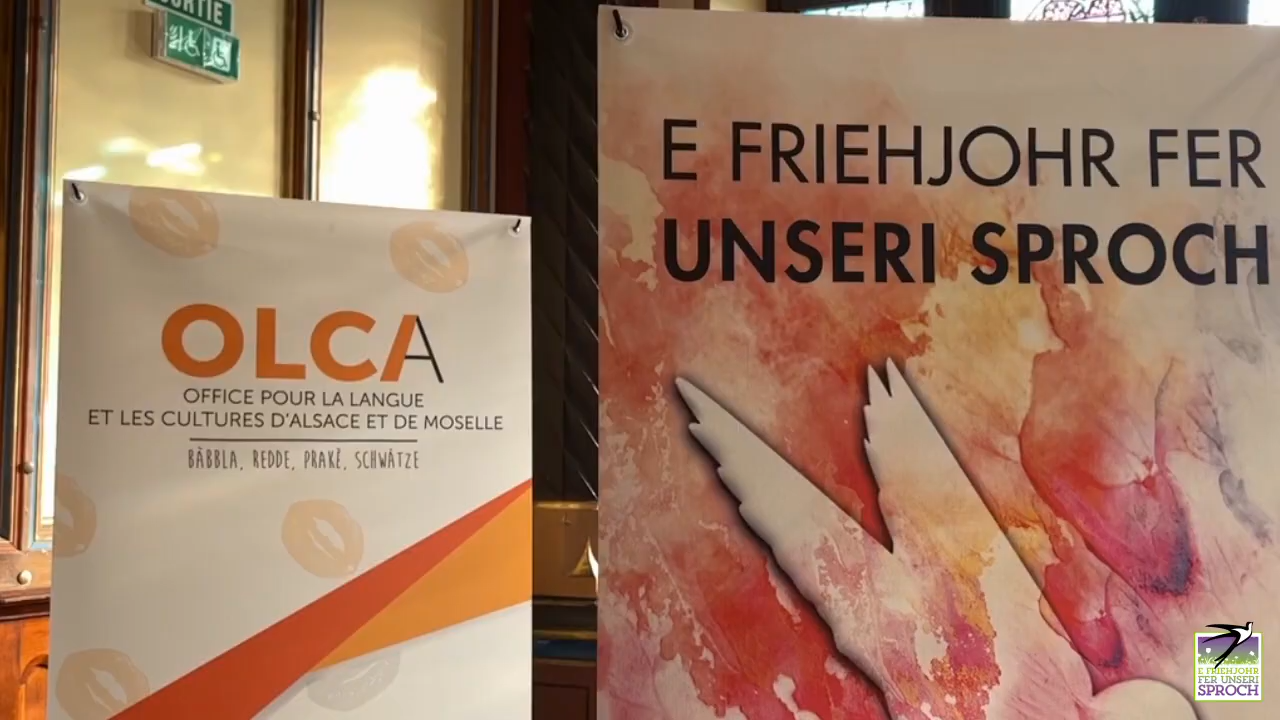 SORTIE
OLCA
OFFICE POUR LA LANGUE
ET LES CULTURES D'ALSACE ET DE MOSELLE
BÀBBLA, REDDE, PRAKÊ, SCHWÄTZE
E FRIEHJOHR FER
UNSERI SPROCH
E FRIEHJOHR
FER UNSERI
SPROCH